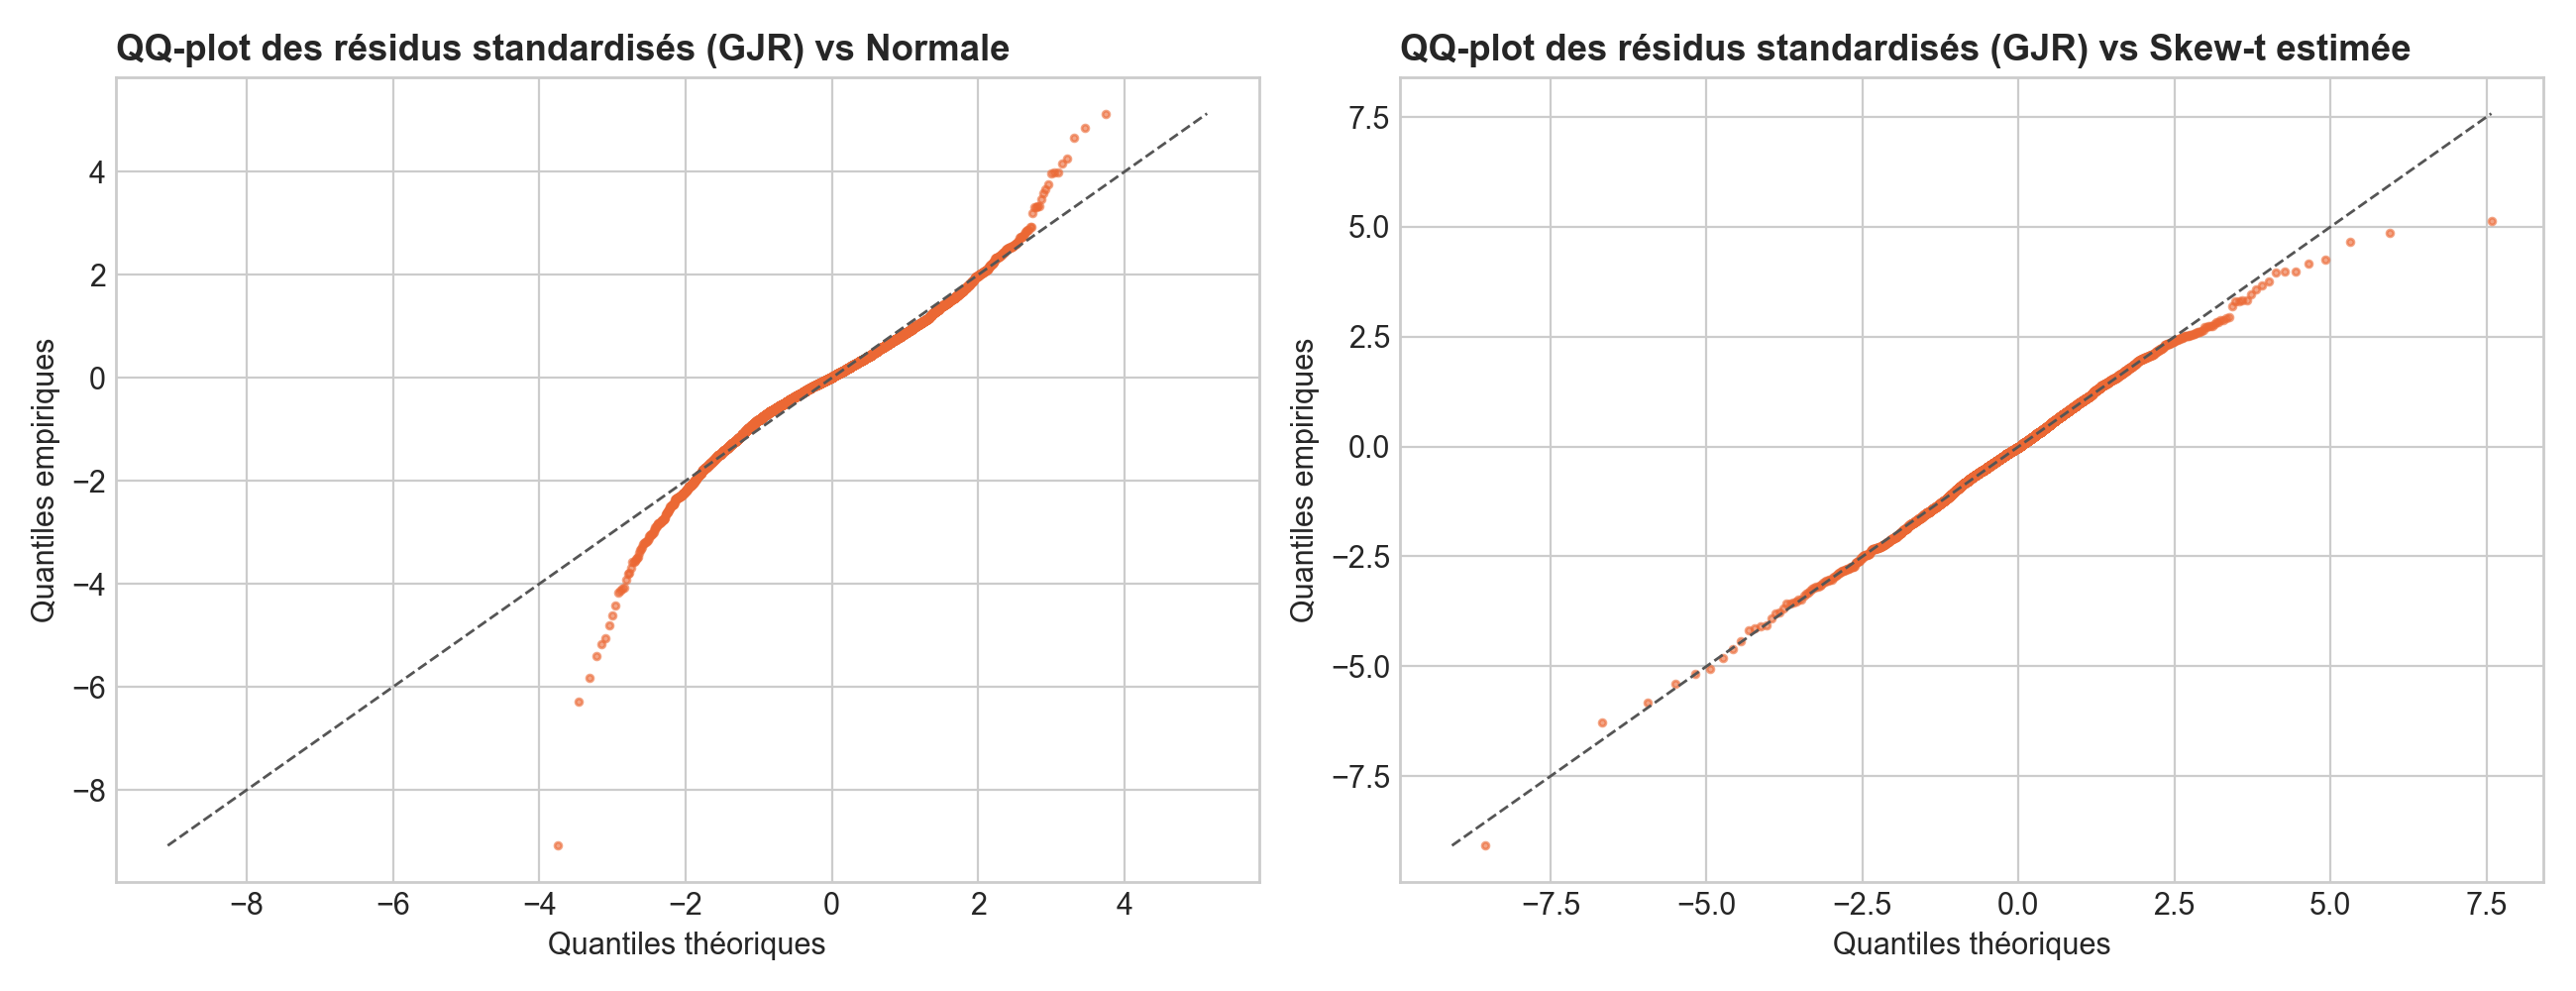 QQ-plot des résidus standardisés (GJR) vs Normale
4
2
0
−2
−4
−6
−8
Quantiles empiriques
−8 −6 −4 −2 0 2 4
Quantiles théoriques
QQ-plot des résidus standardisés (GJR) vs Skew-t estimée
7.5
5.0
2.5
0.0
−2.5
−5.0
−7.5
Quantiles empiriques
−7.5 −5.0 −2.5 0.0 2.5 5.0 7.5
Quantiles théoriques